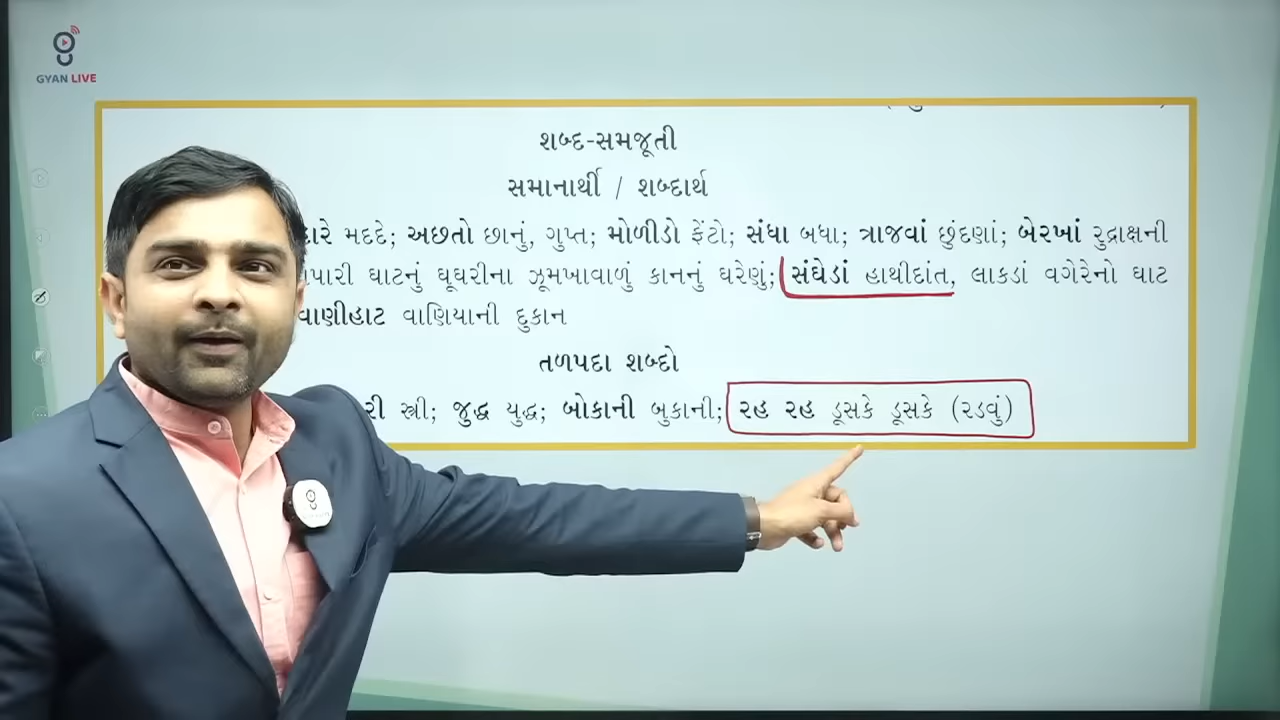 GYAN LIVE
શબ્દ-સમજૂતી
સમાનાર્થી / શબ્દાર્થ
મદદે; અછતો છાનું, ગુપ્ત; મોળીડો ફેંટો; સંધા બધા; ત્રાજવાં છુંદણાં; બેરખાં રુદ્રાક્ષની
ઘાટનું ઘૂઘરીના ઝૂમખાવાળું કાનનું ઘરેણું; સંઘેડાં હાથીદાંત, લાકડાં વગેરેનો ઘાટ
વાણીહાટ વાણિયાની દુકાન
તળપદા શબ્દો
સ્ત્રી; જુદ્ધ યુદ્ધ; બોકાની બુકાની; રહ રહ ડૂસકે ડૂસકે (રડવું)